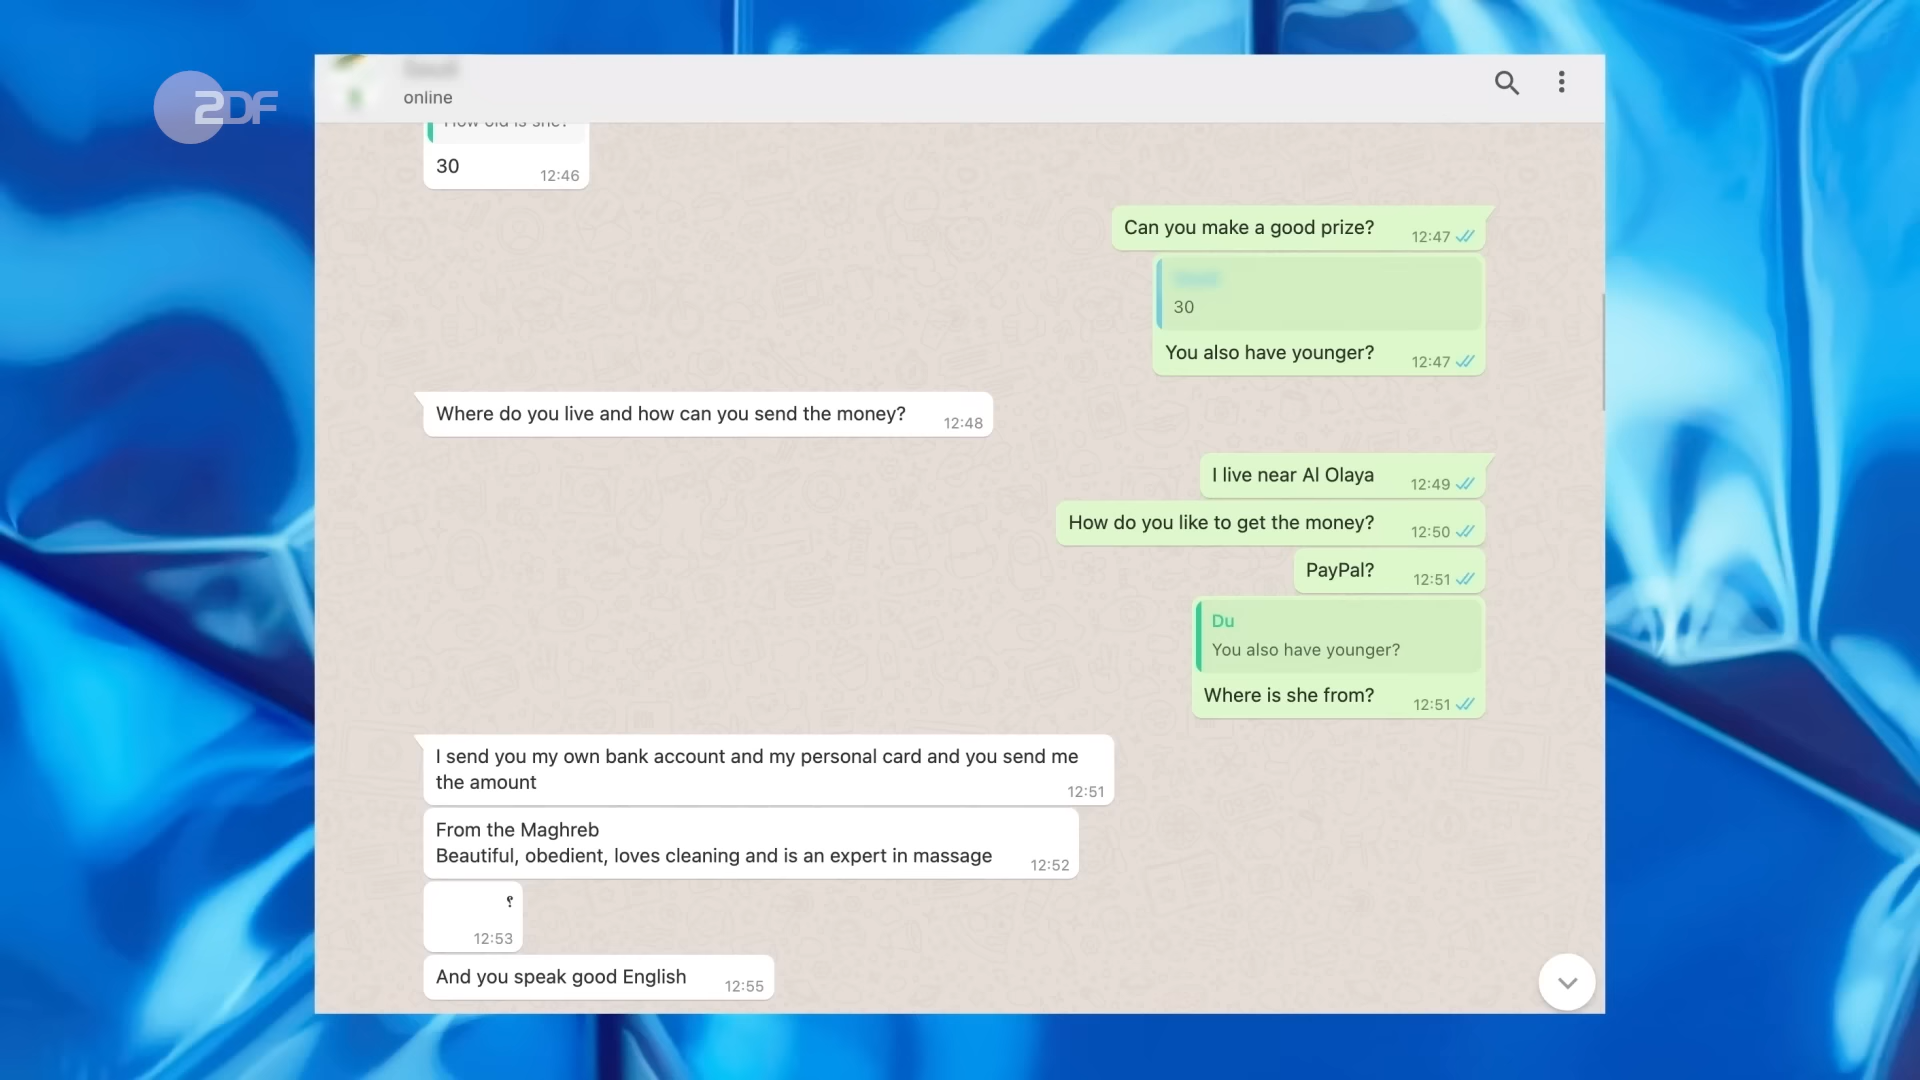 ZDF
online
How old is she?
30
12:46
Can you make a good prize?
12:47
30
You also have younger?
12:47
Where do you live and how can you send the money?
12:48
I live near Al Olaya
12:49
How do you like to get the money?
12:50
PayPal?
12:51
Du
You also have younger?
Where is she from?
12:51
I send you my own bank account and my personal card and you send me
the amount
12:51
From the Maghreb
Beautiful, obedient, loves cleaning and is an expert in massage
12:52
؟
12:53
And you speak good English
12:55